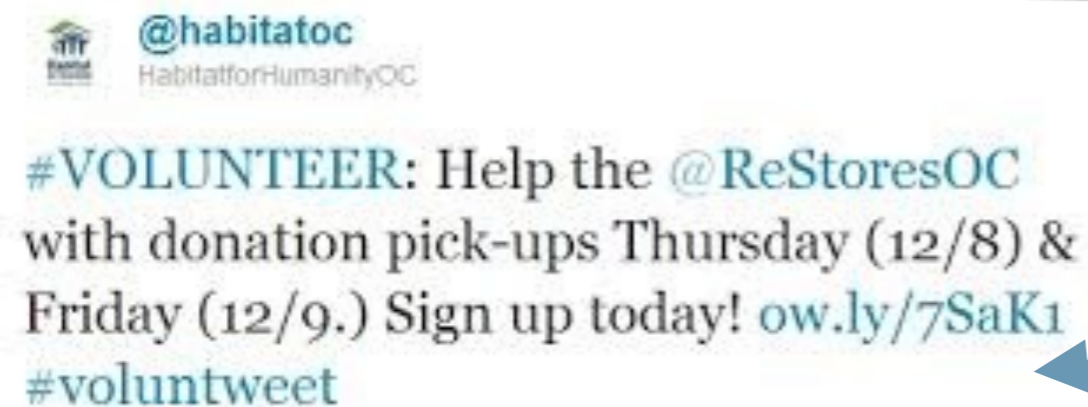 @habitatoc
HabitatforHumanityOC
#VOLUNTEER: Help the @ReStoresOC
with donation pick-ups Thursday (12/8) &
Friday (12/9.) Sign up today! ow.ly/7SaK1
#voluntweet